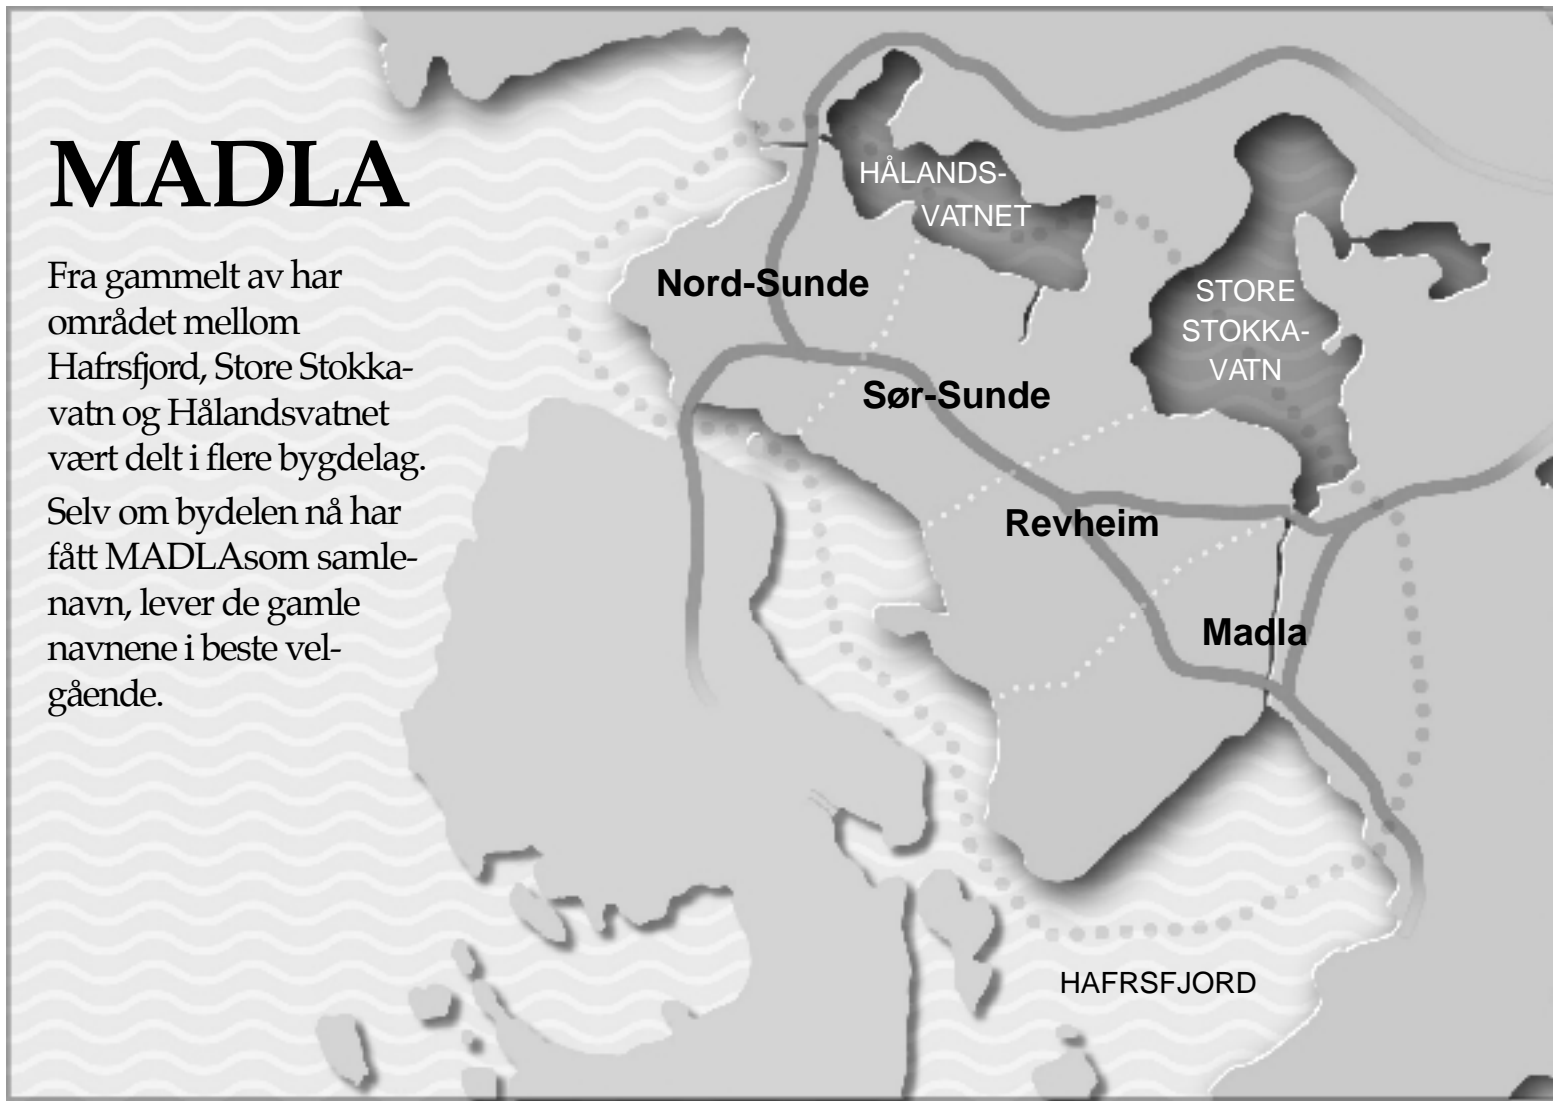 MADLA
Fra gammelt av har
området mellom
Hafrsfjord, Store Stokka-
vatn og Hålandsvatnet
vært delt i flere bygdelag.
Selv om bydelen nå har
fått MADLAsom samle-
navn, lever de gamle
navnene i beste vel-
gående.
HÅLANDS-
VATNET
Nord-Sunde
STORE
STOKKA-
VATN
Sør-Sunde
Revheim
Madla
HAFRSFJORD